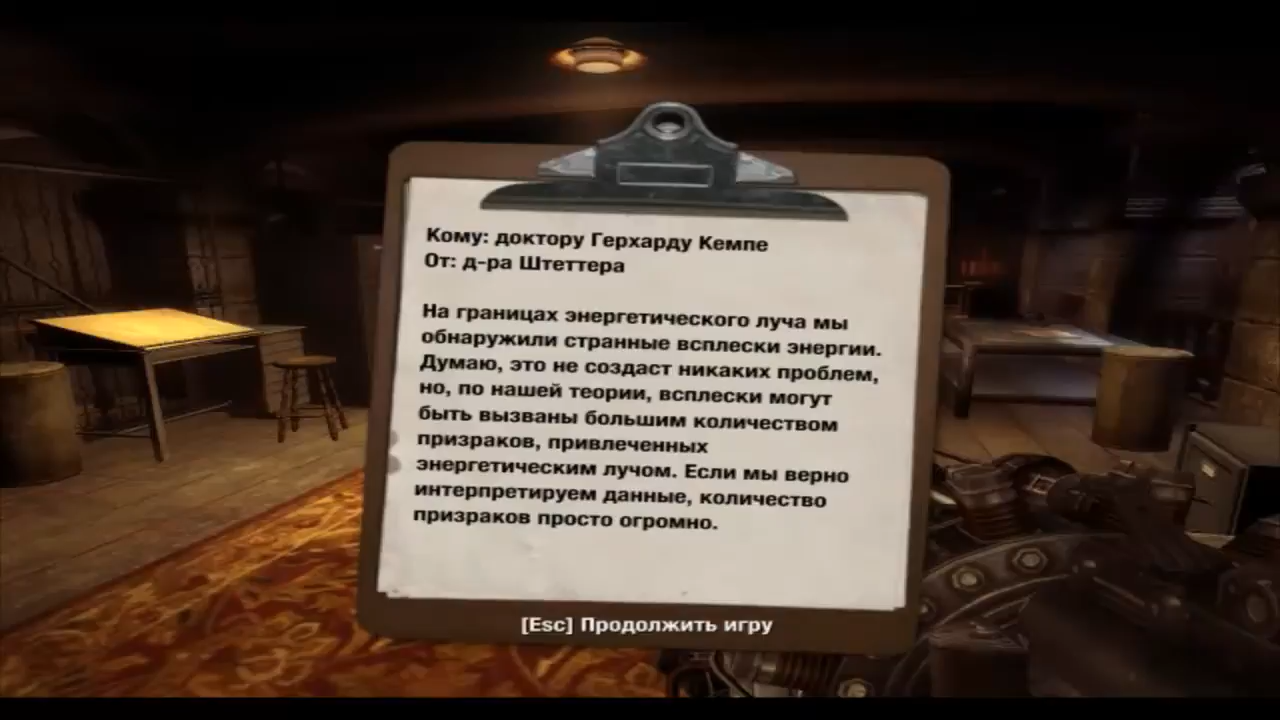 Кому: доктору Герхарду Кемпе
От: д-ра Штеттера
На границах энергетического луча мы
обнаружили странные всплески энергии.
Думаю, это не создаст никаких проблем,
но, по нашей теории, всплески могут
быть вызваны большим количеством
призраков, привлеченных
энергетическим лучом. Если мы верно
интерпретируем данные, количество
призраков просто огромно.
[Esc] Продолжить игру